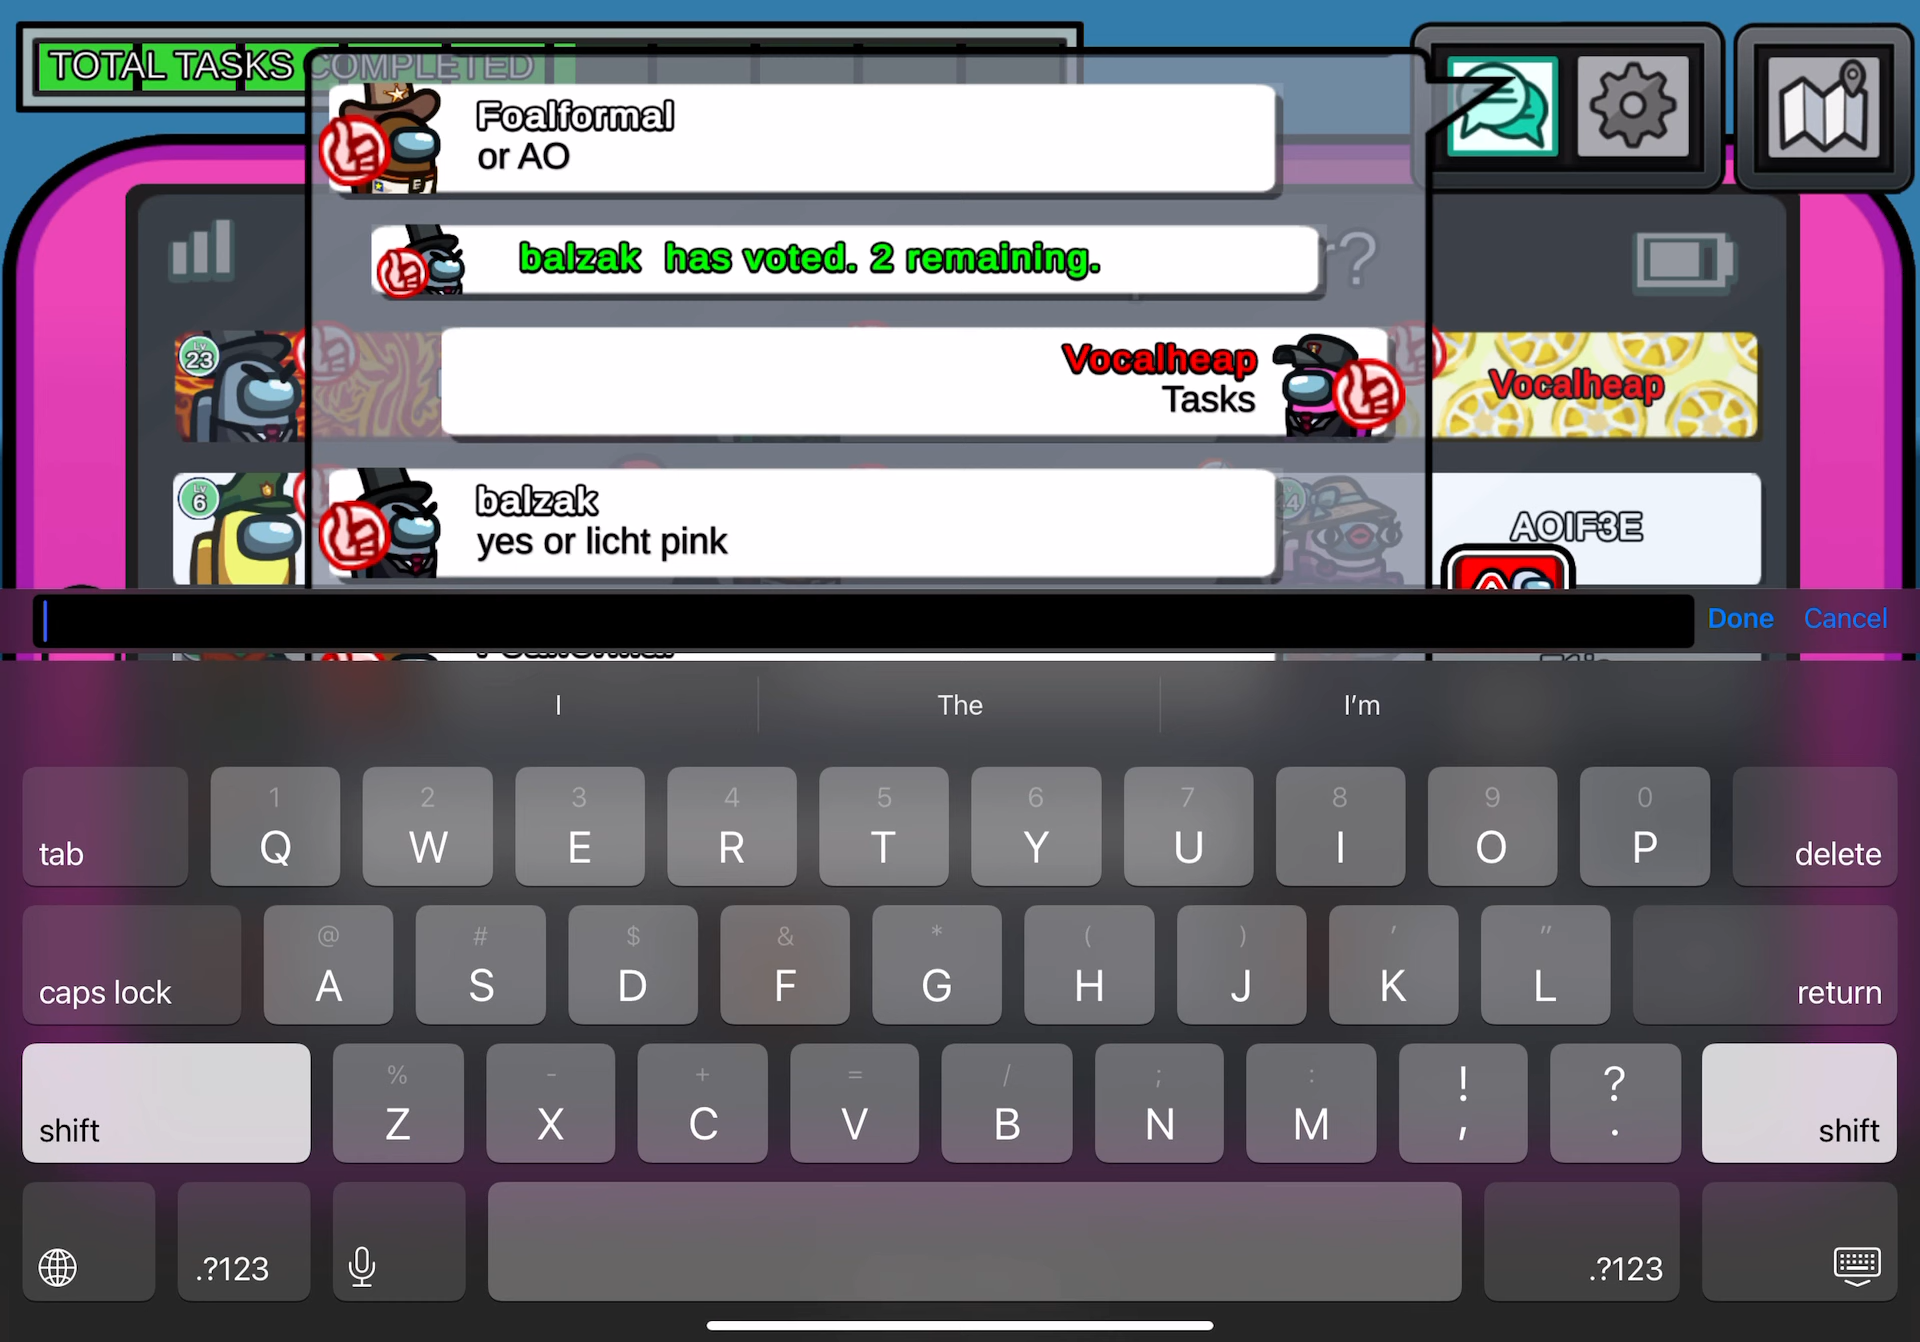 TOTAL TASKS COMPLETED
Foalformal
or AO
balzak has voted. 2 remaining.
?
Lv
23
Vocalheap
Tasks
Vocalheap
Lv
6
balzak
yes or licht pink
AOIF3E
Done Cancel
I The I'm
tab
1 2 3 4 5 6 7 8 9 0
Q W E R T Y U I O P
delete
caps lock
@ # $ & * ( ) ' "
A S D F G H J K L
return
shift
% - + = / ; : ! ?
Z X C V B N M , .
shift
.?123
.?123